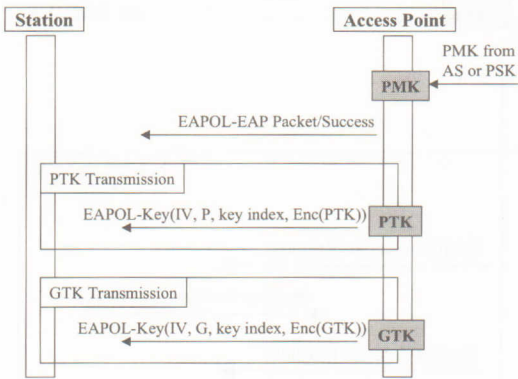 Station
Access Point
PMK from
AS or PSK
PMK
EAPOL-EAP Packet/Success
PTK Transmission
EAPOL-Key(IV, P, key index, Enc(PTK))
PTK
GTK Transmission
EAPOL-Key(IV, G, key index, Enc(GTK))
GTK